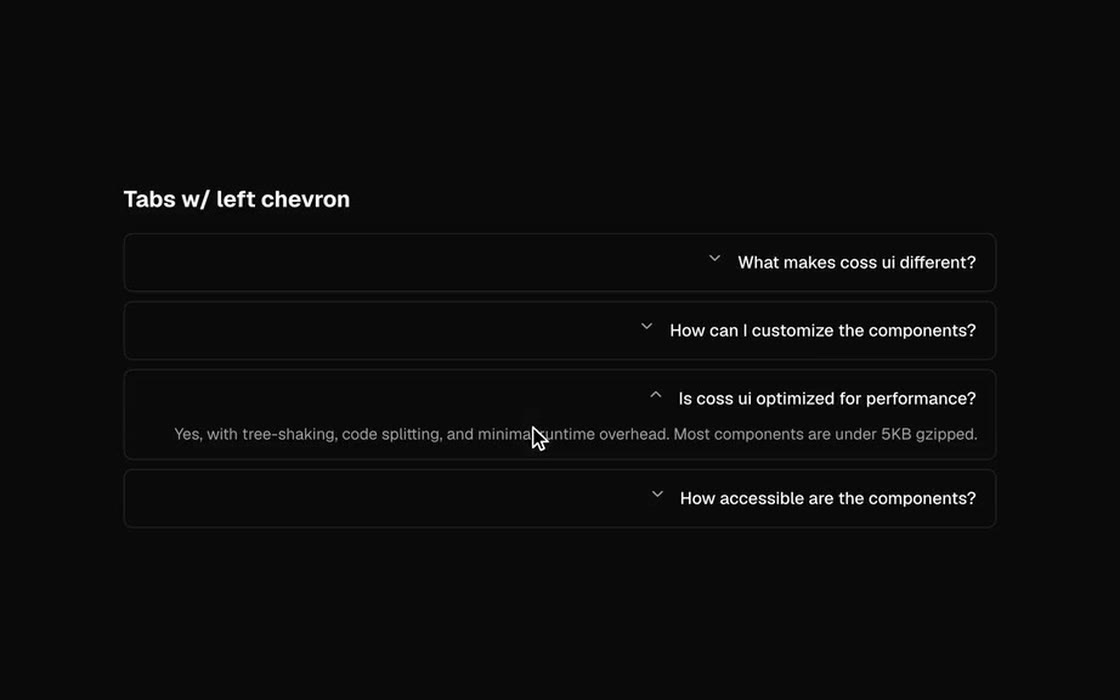 Tabs w/ left chevron
What makes coss ui different?
How can I customize the components?
Is coss ui optimized for performance?
Yes, with tree-shaking, code splitting, and minimal runtime overhead. Most components are under 5KB gzipped.
How accessible are the components?